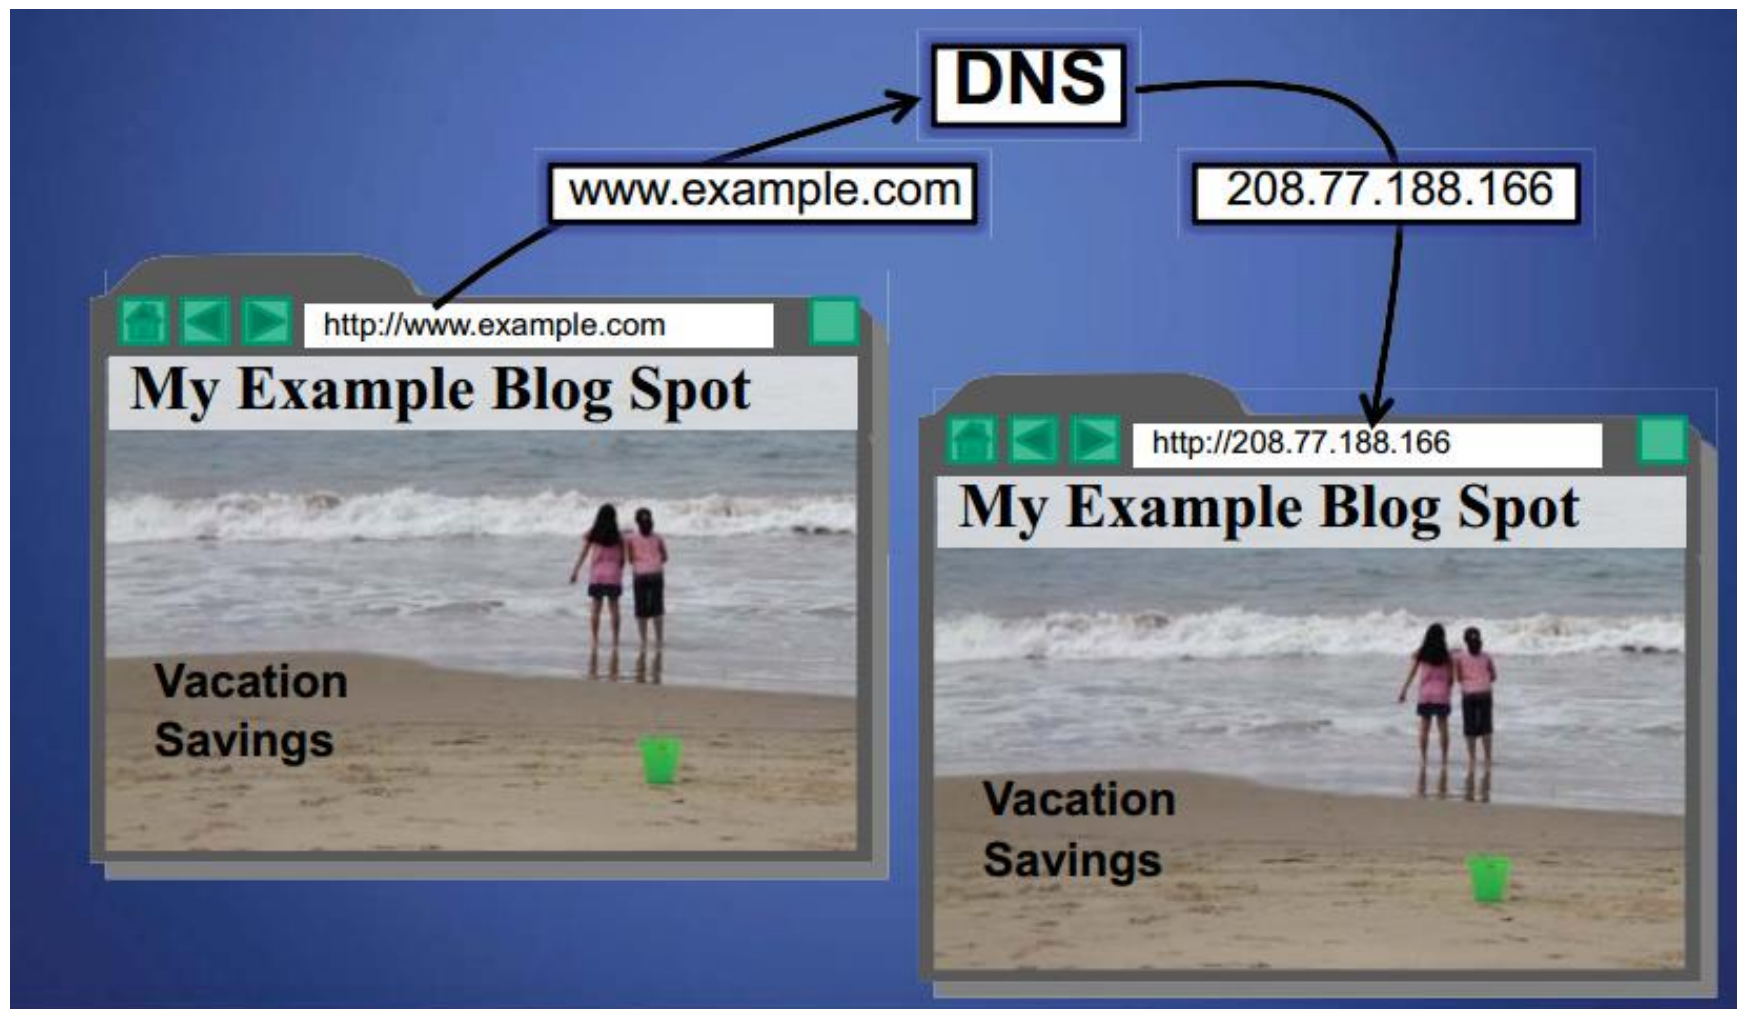 DNS
www.example.com
208.77.188.166
http://www.example.com
My Example Blog Spot
Vacation
Savings
http://208.77.188.166
My Example Blog Spot
Vacation
Savings